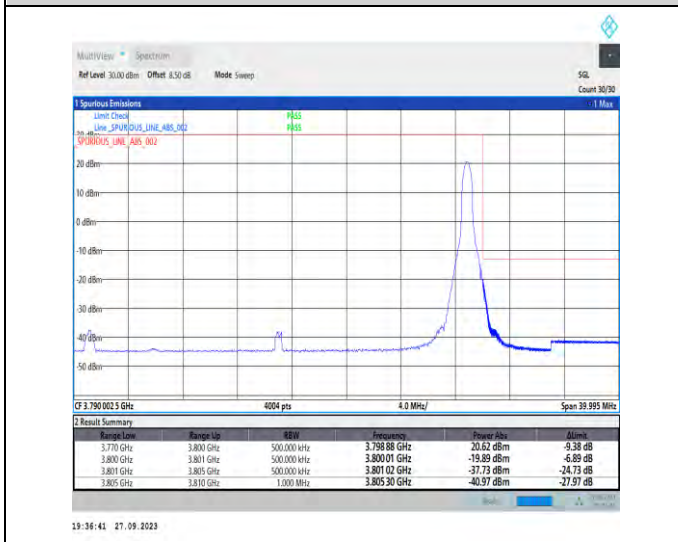 MultiView Spectrum
Ref Level 30.00 dBm Offset 8.50 dB Mode Sweep SGL
Count 30/30
1 Spurious Emissions 1 Max
Limit Check PASS
Line _SPURIOUS_LINE_ABS_002 PASS
_SPURIOUS_LINE_ABS_002
20 dBm
10 dBm
0 dBm
-10 dBm
-20 dBm
-30 dBm
-40 dBm
-50 dBm
CF 3.790 002 5 GHz 4004 pts 4.0 MHz/ Span 39.995 MHz
2 Result Summary
Range Low Range Up RBW Frequency Power Abs ΔLimit
3.770 GHz 3.800 GHz 500.000 kHz 3.798 88 GHz 20.62 dBm -9.38 dB
3.800 GHz 3.801 GHz 500.000 kHz 3.800 01 GHz -19.89 dBm -6.89 dB
3.801 GHz 3.805 GHz 500.000 kHz 3.801 02 GHz -37.73 dBm -24.73 dB
3.805 GHz 3.810 GHz 1.000 MHz 3.805 30 GHz -40.97 dBm -27.97 dB
19:36:41 27.09.2023